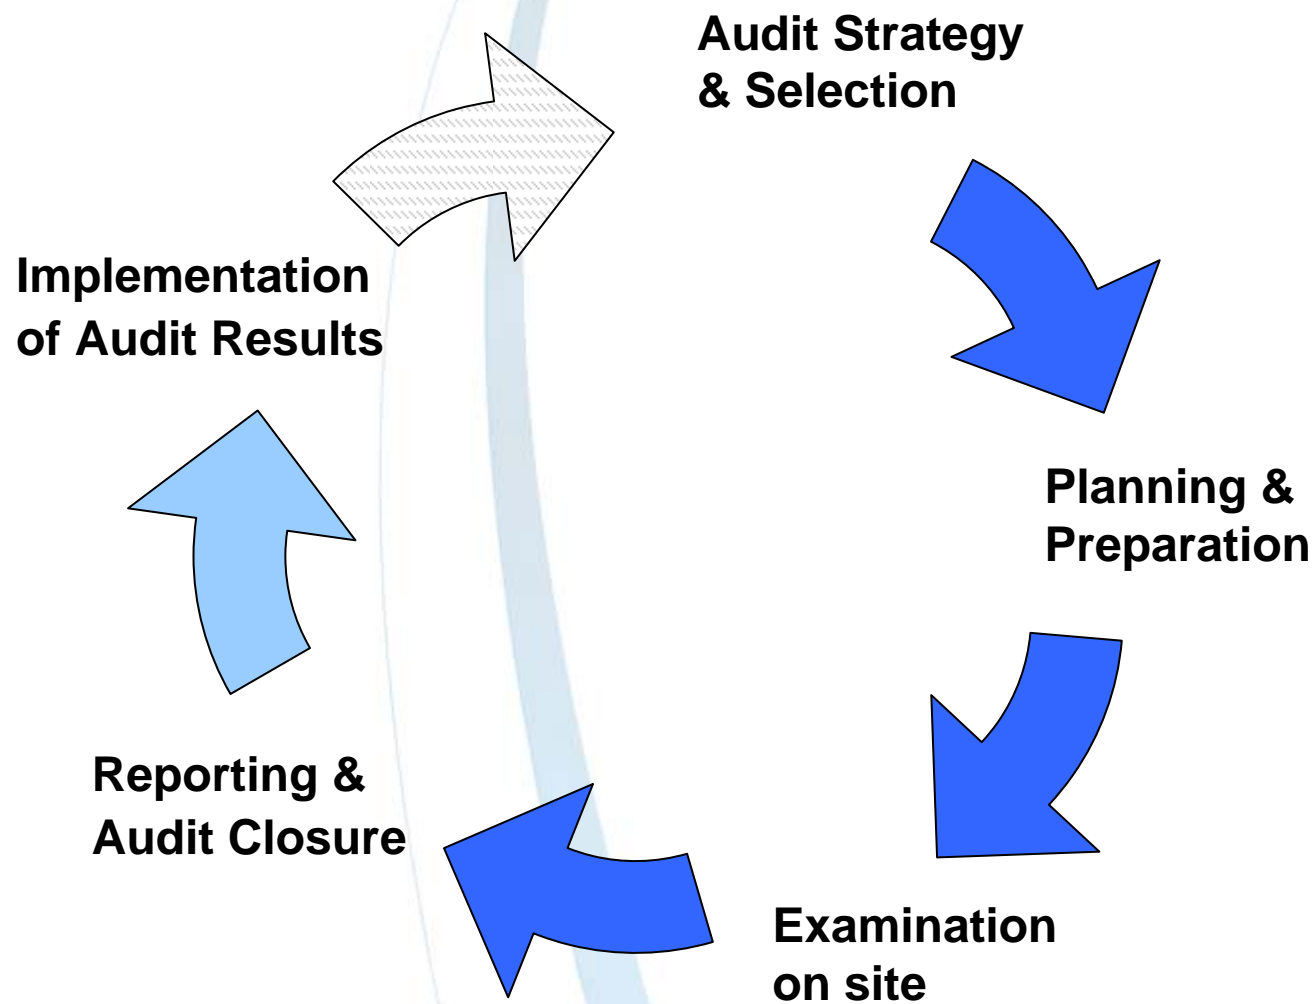 Audit Strategy
& Selection
Planning &
Preparation
Examination
on site
Reporting &
Audit Closure
Implementation
of Audit Results